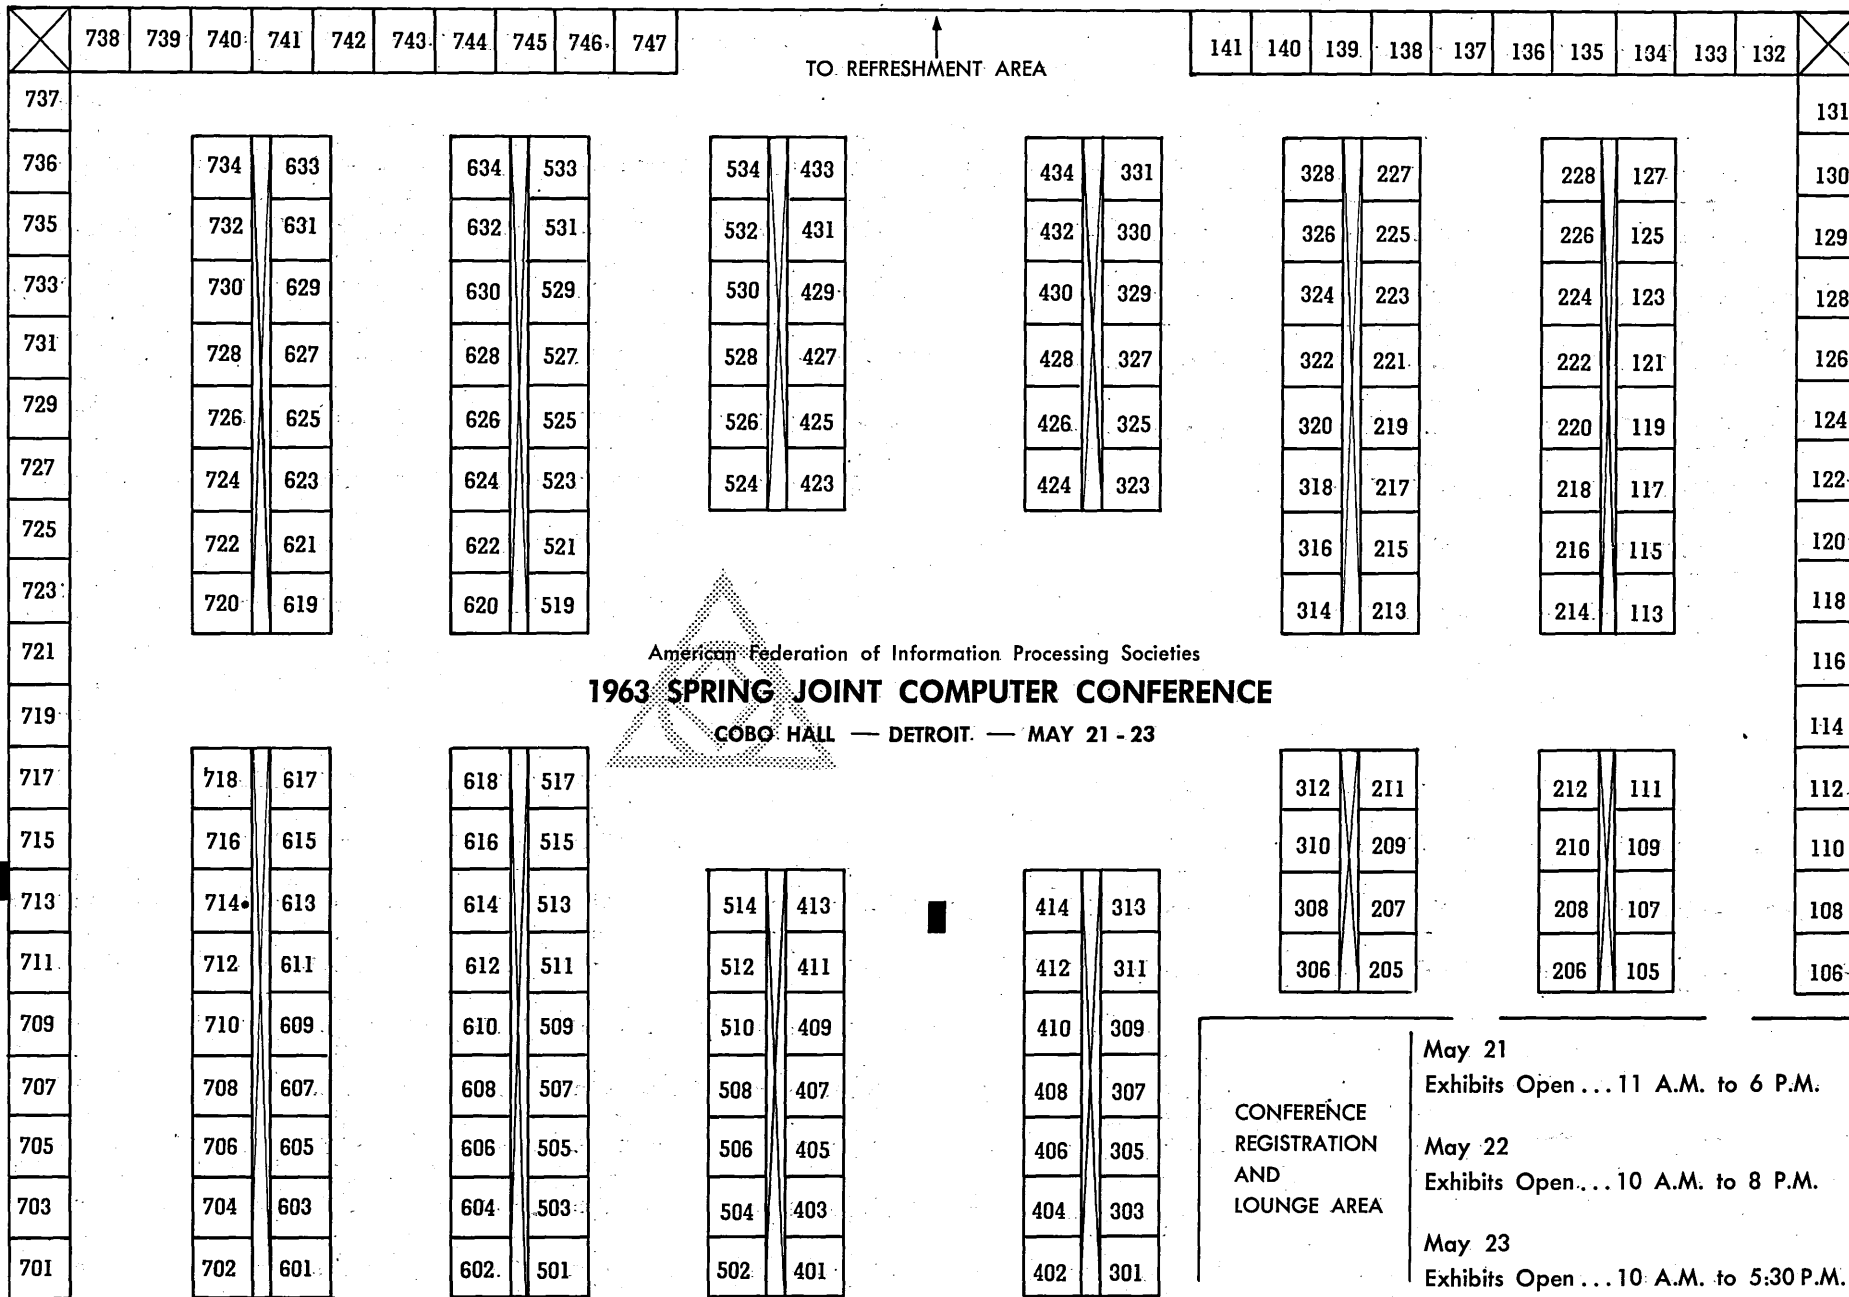 738 739 740 741 742 743 744 745 746 747 141 140 139 138 137 136 135 134 133 132
TO REFRESHMENT AREA
737 131
736 734 633 634 533 534 433 434 331 328 227 228 127 130
735 732 631 632 531 532 431 432 330 326 225 226 125 129
733 730 629 630 529 530 429 430 329 324 223 224 123 128
731 728 627 628 527 528 427 428 327 322 221 222 121 126
729 726 625 626 525 526 425 426 325 320 219 220 119 124
727 724 623 624 523 524 423 424 323 318 217 218 117 122
725 722 621 622 521 316 215 216 115 120
723 720 619 620 519 314 213 214 113 118
721 116
American Federation of Information Processing Societies
1963 SPRING JOINT COMPUTER CONFERENCE
719 114
COBO HALL — DETROIT — MAY 21 - 23
717 718 617 618 517 312 211 212 111 112
715 716 615 616 515 310 209 210 109 110
713 714 613 614 513 514 413 414 313 308 207 208 107 108
711 712 611 612 511 512 411 412 311 306 205 206 105 106
709 710 609 610 509 510 409 410 309
707 708 607 608 507 508 407 408 307
705 706 605 606 505 506 405 406 305
703 704 603 604 503 504 403 404 303
701 702 601 602 501 502 401 402 301
CONFERENCE
REGISTRATION
AND
LOUNGE AREA
May 21
Exhibits Open . . . 11 A.M. to 6 P.M.
May 22
Exhibits Open . . . 10 A.M. to 8 P.M.
May 23
Exhibits Open . . . 10 A.M. to 5:30 P.M.